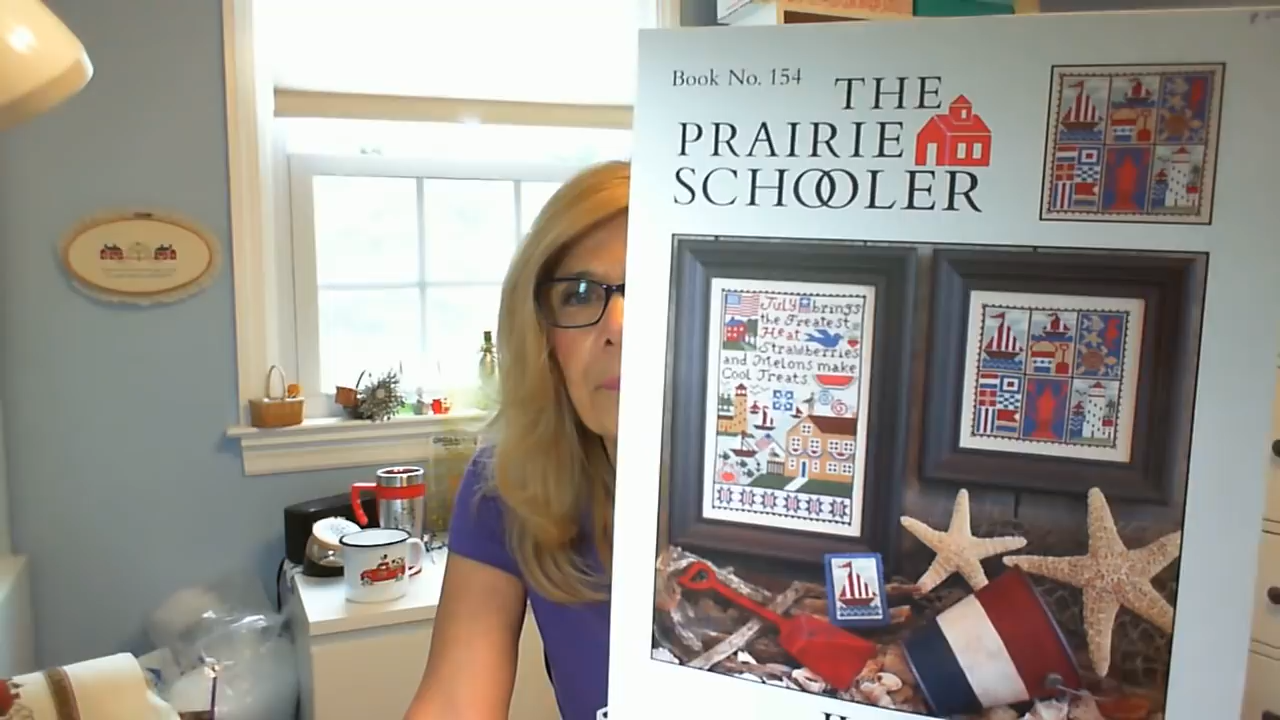 Book No. 154
THE
PRAIRIE
SCHOOLER
July brings
the Greatest
Heat
Strawberries
and Melons make
Cool Treats